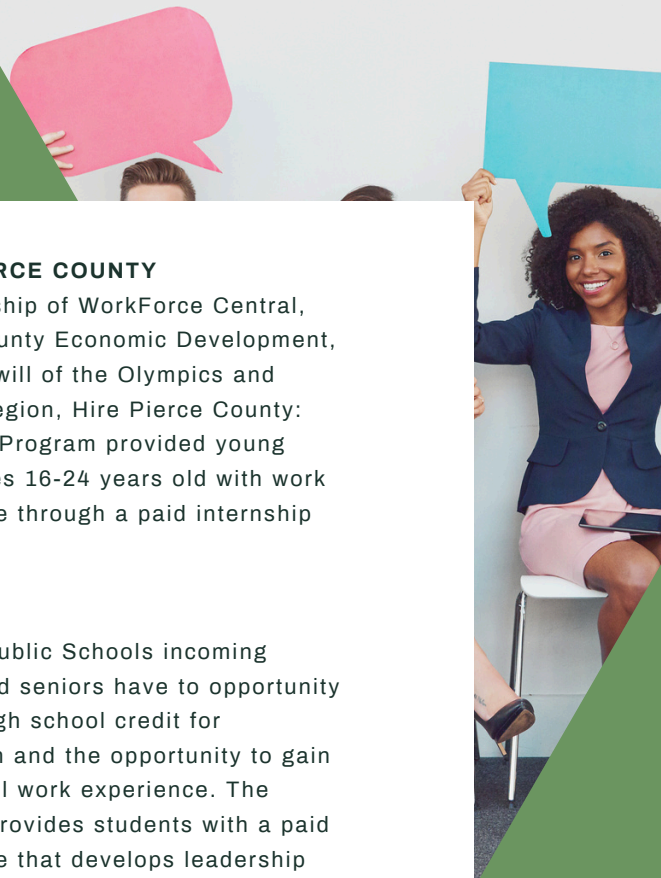 RCE COUNTY
ship of WorkForce Central,
unty Economic Development,
will of the Olympics and
egion, Hire Pierce County:
Program provided young
es 16-24 years old with work
e through a paid internship
ublic Schools incoming
d seniors have to opportunity
gh school credit for
n and the opportunity to gain
l work experience. The
rovides students with a paid
e that develops leadership